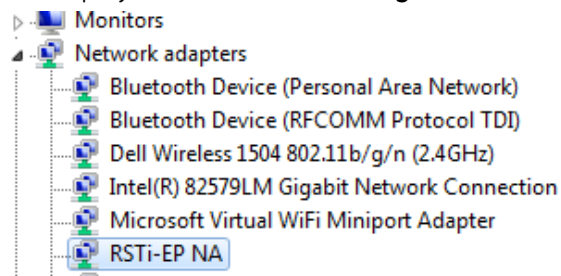 Monitors
Network adapters
Bluetooth Device (Personal Area Network)
Bluetooth Device (RFCOMM Protocol TDI)
Dell Wireless 1504 802.11b/g/n (2.4GHz)
Intel(R) 82579LM Gigabit Network Connection
Microsoft Virtual WiFi Miniport Adapter
RSTi-EP NA